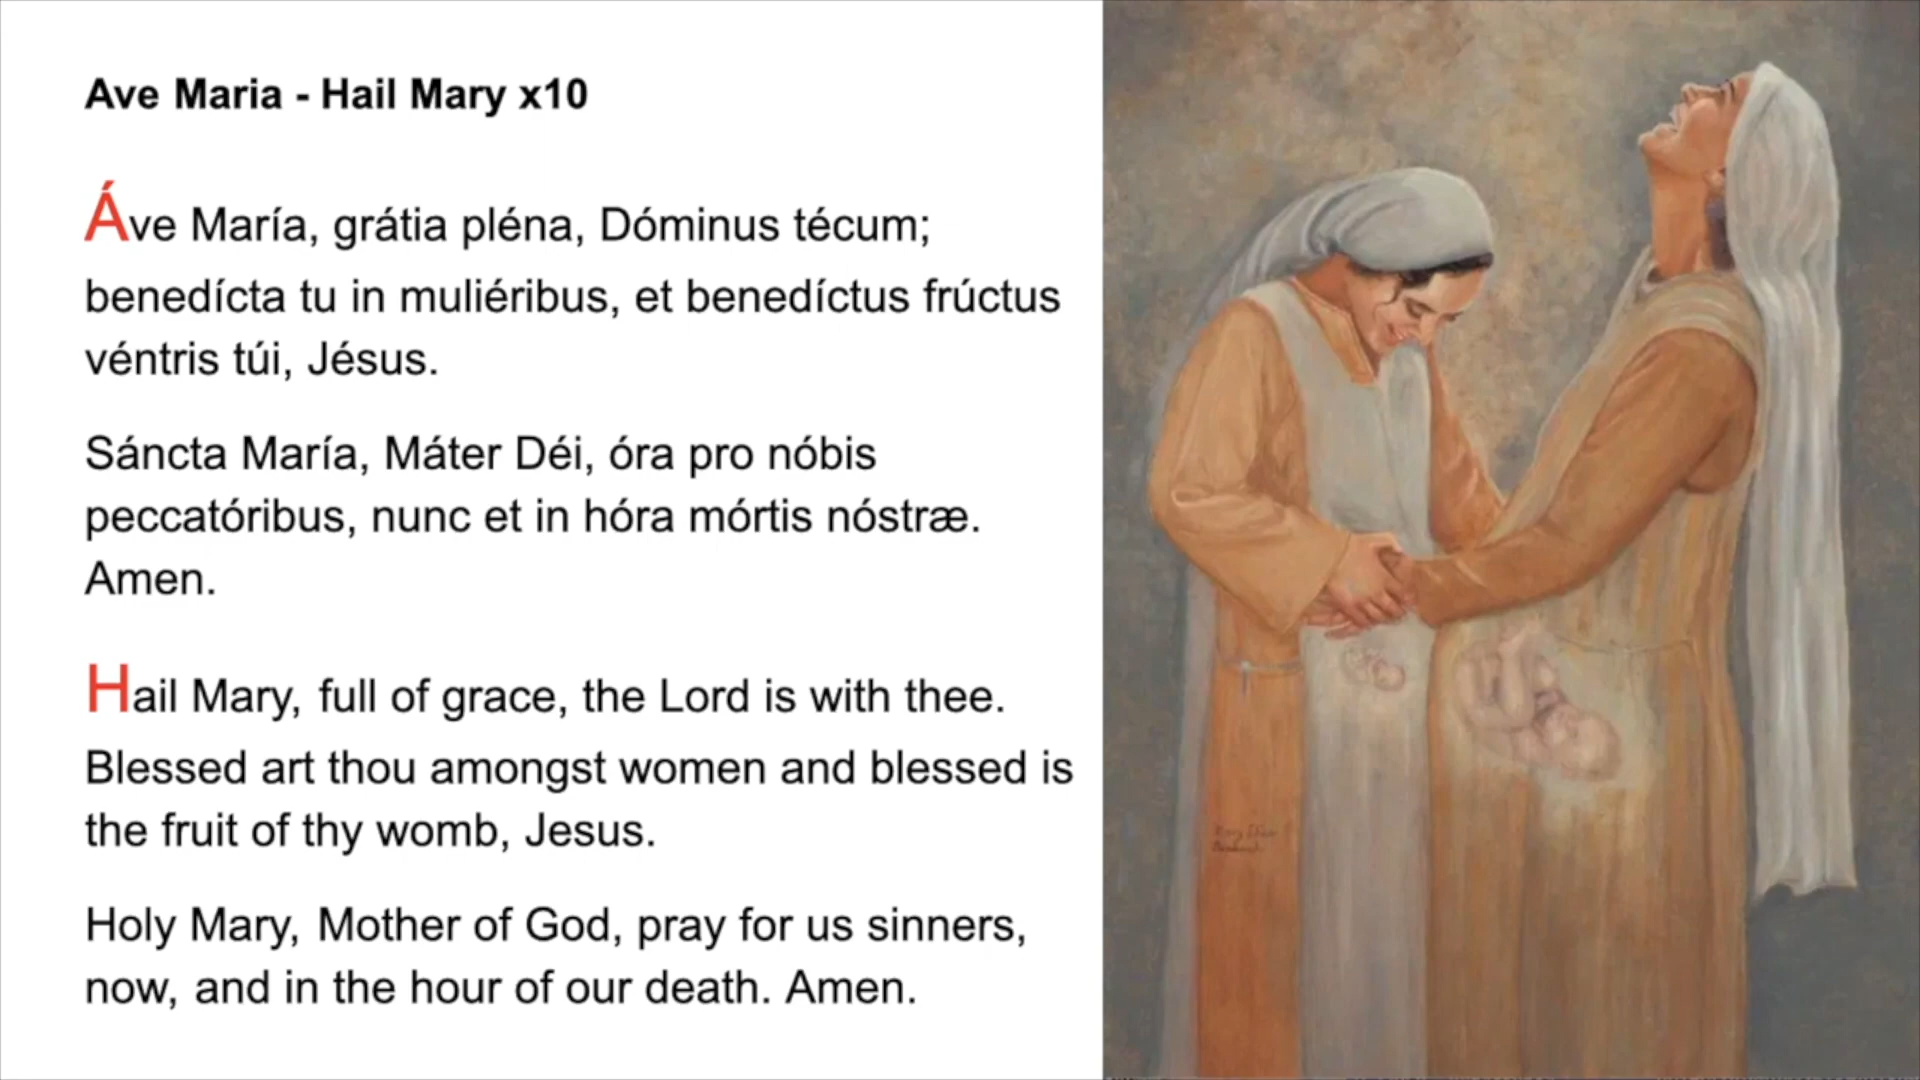 Ave Maria - Hail Mary x10
Áve María, grátia pléna, Dóminus técum;
benedícta tu in muliéribus, et benedíctus frúctus
véntris túi, Jésus.
Sáncta María, Máter Déi, óra pro nóbis
peccatóribus, nunc et in hóra mórtis nóstræ.
Amen.
Hail Mary, full of grace, the Lord is with thee.
Blessed art thou amongst women and blessed is
the fruit of thy womb, Jesus.
Holy Mary, Mother of God, pray for us sinners,
now, and in the hour of our death. Amen.